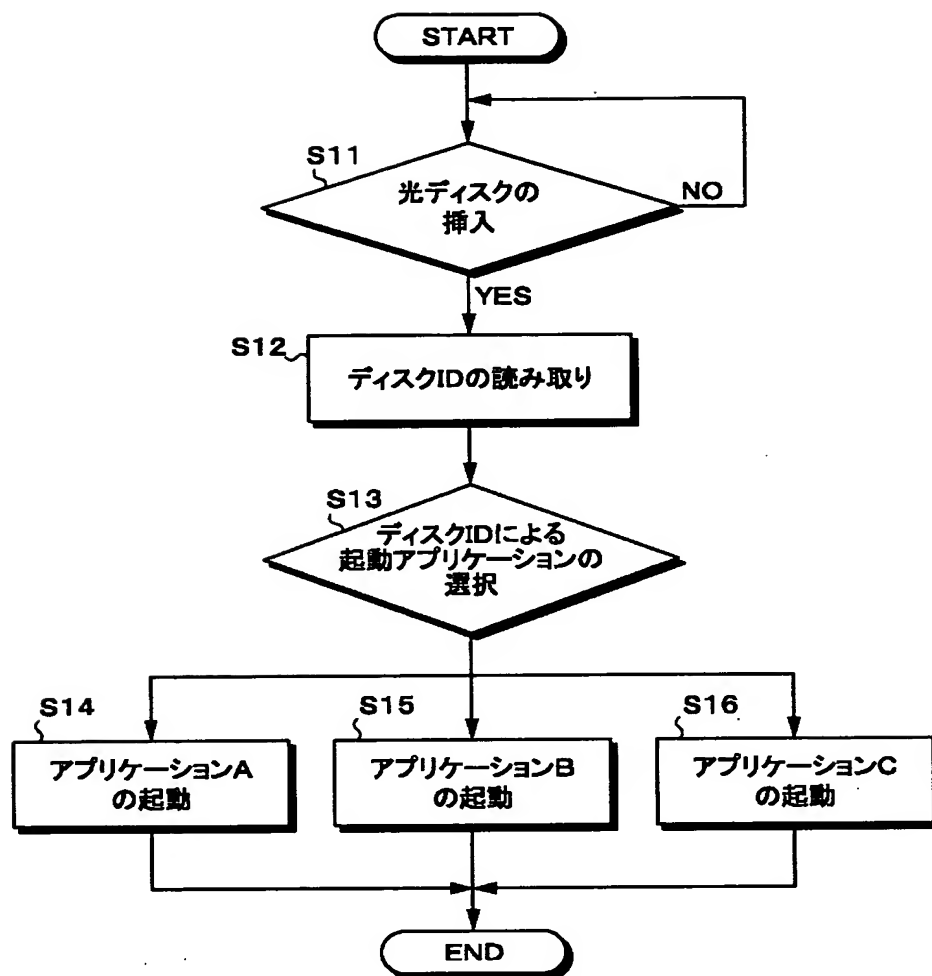 START
S11
光ディスクの
挿入
NO
YES
S12
ディスクIDの読み取り
S13
ディスクIDによる
起動アプリケーションの
選択
S14
アプリケーションA
の起動
S15
アプリケーションB
の起動
S16
アプリケーションC
の起動
END